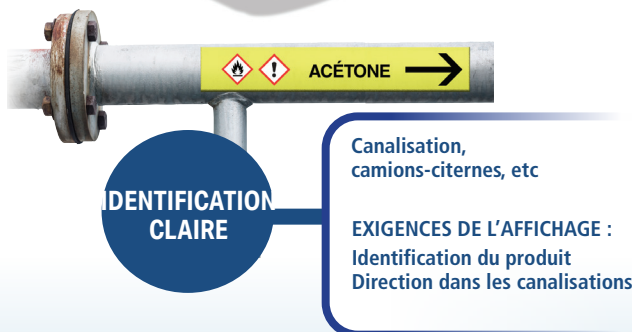 ACÉTONE
IDENTIFICATION
CLAIRE
Canalisation,
camions-citernes, etc
EXIGENCES DE L'AFFICHAGE :
Identification du produit
Direction dans les canalisations